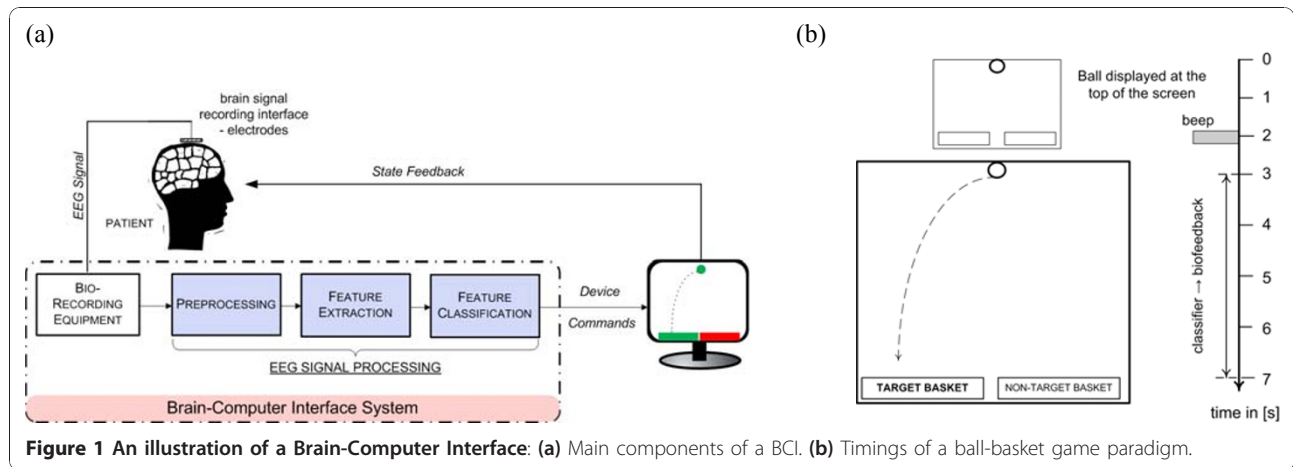 (a)
brain signal
recording interface
- electrodes
EEG Signal
State Feedback
PATIENT
BIO-
RECORDING
EQUIPMENT
PREPROCESSING
FEATURE
EXTRACTION
FEATURE
CLASSIFICATION
Device
Commands
EEG SIGNAL PROCESSING
Brain-Computer Interface System
(b)
Ball displayed at the
top of the screen
beep
0
1
2
3
4
5
6
7
classifier → biofeedback
TARGET BASKET
NON-TARGET BASKET
time in [s]
Figure 1 An illustration of a Brain-Computer Interface: (a) Main components of a BCI. (b) Timings of a ball-basket game paradigm.